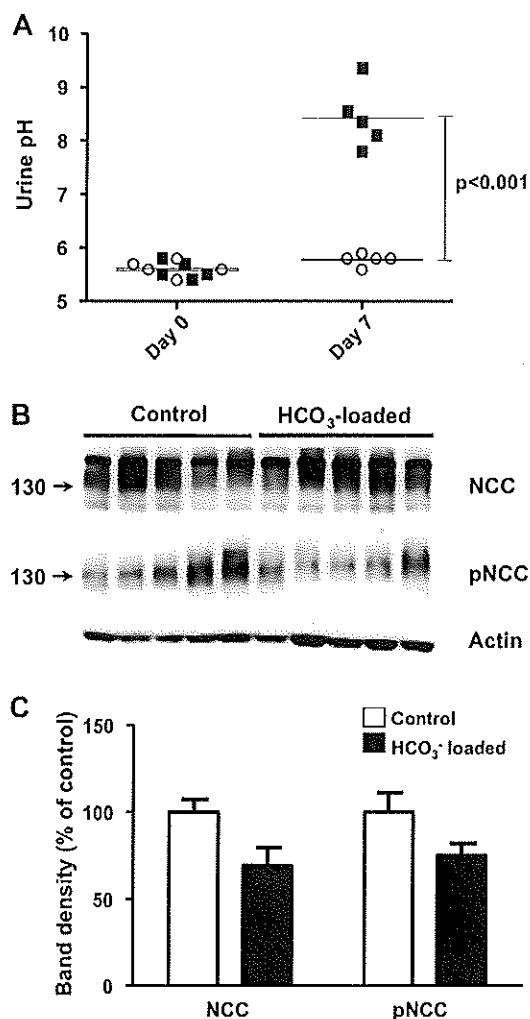 A
Urine pH
10
9
8
7
6
5
p<0.001
Day 0
Day 7
B
Control HCO₃-loaded
130 → NCC
130 → pNCC
Actin
C
Band density (% of control)
150
100
50
0
Control
HCO₃⁻ loaded
NCC pNCC